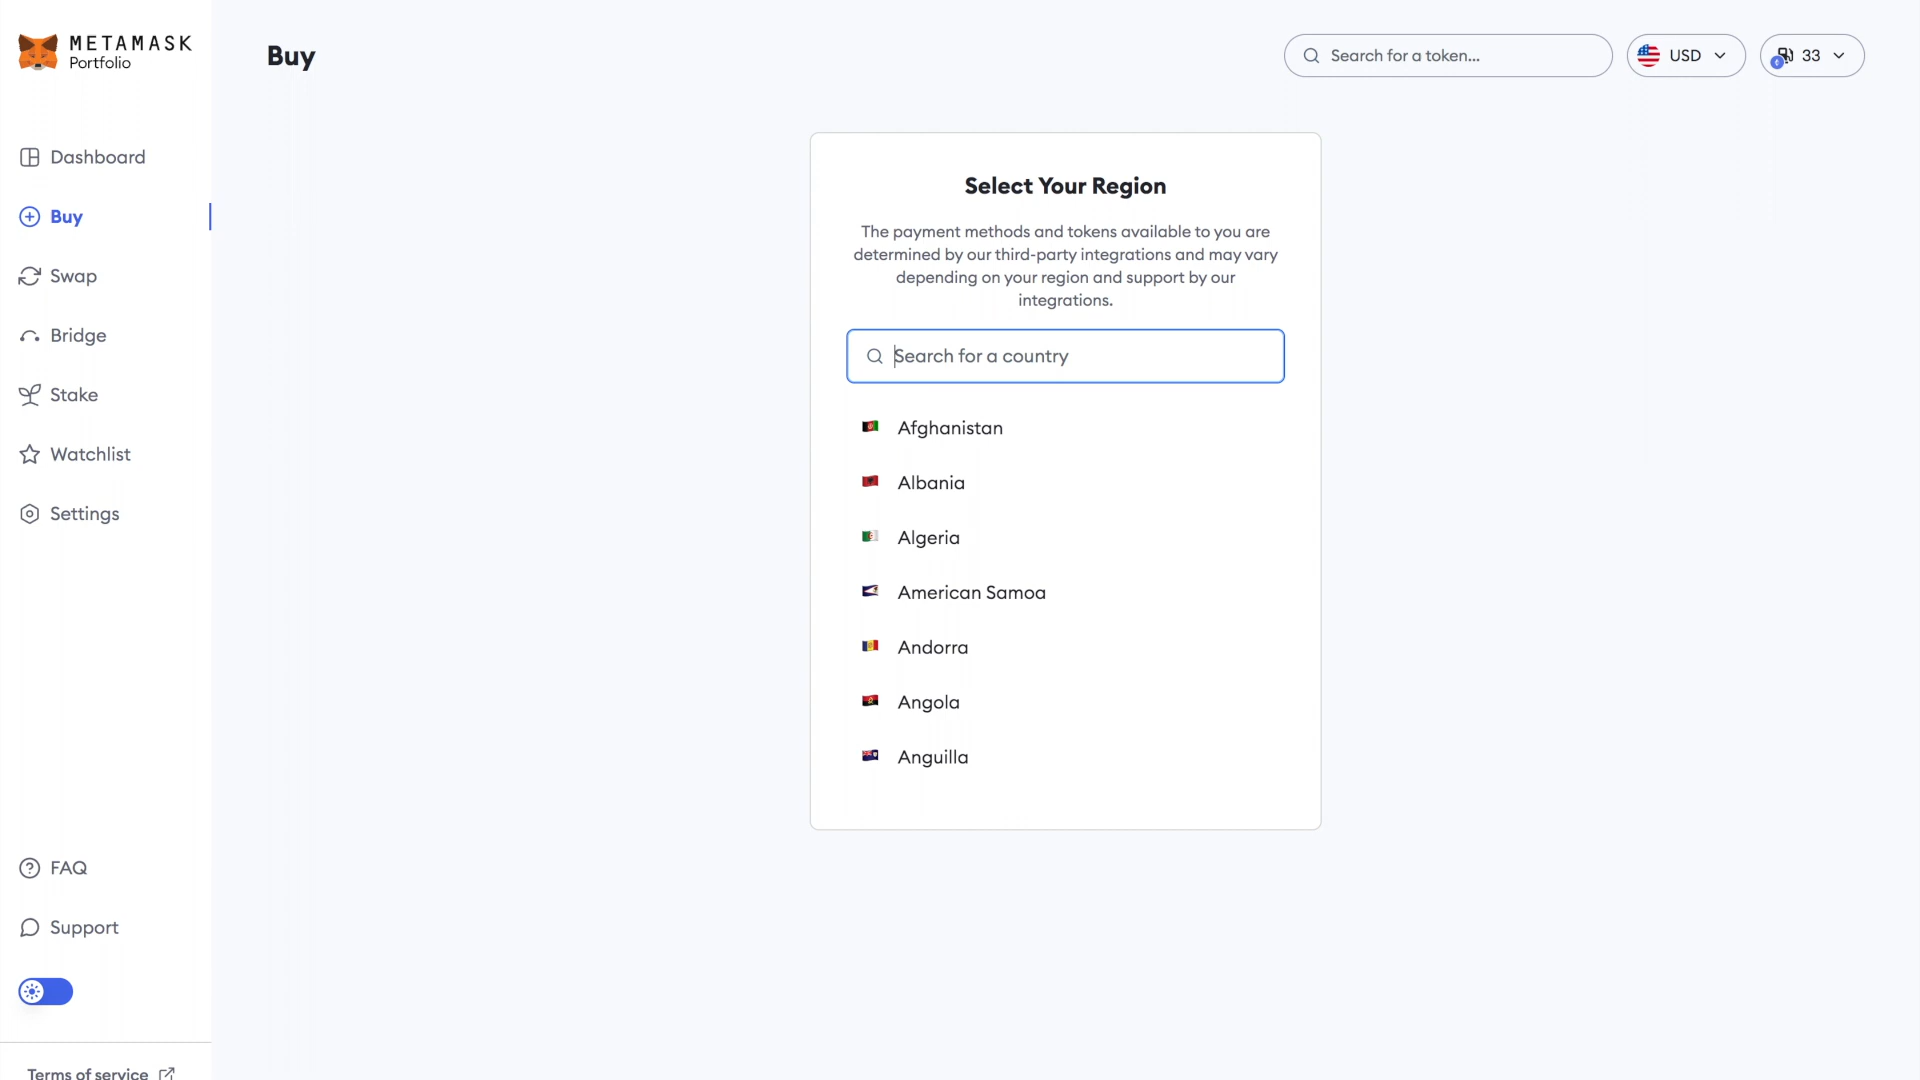 METAMASK
Portfolio
Buy
Search for a token...
USD
33
Dashboard
Buy
Swap
Bridge
Stake
Watchlist
Settings
Select Your Region
The payment methods and tokens available to you are
determined by our third-party integrations and may vary
depending on your region and support by our
integrations.
Search for a country
Afghanistan
Albania
Algeria
American Samoa
Andorra
Angola
Anguilla
FAQ
Support
Terms of service